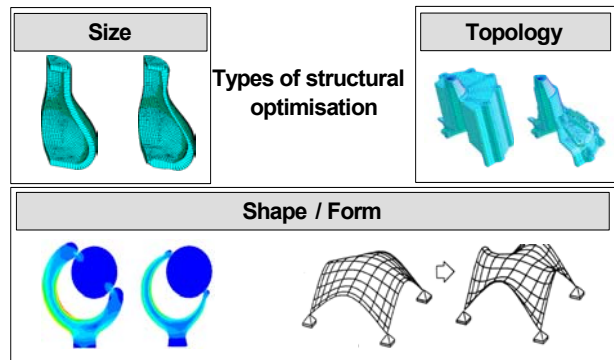 Size
Topology
Types of structural
optimisation
Shape / Form